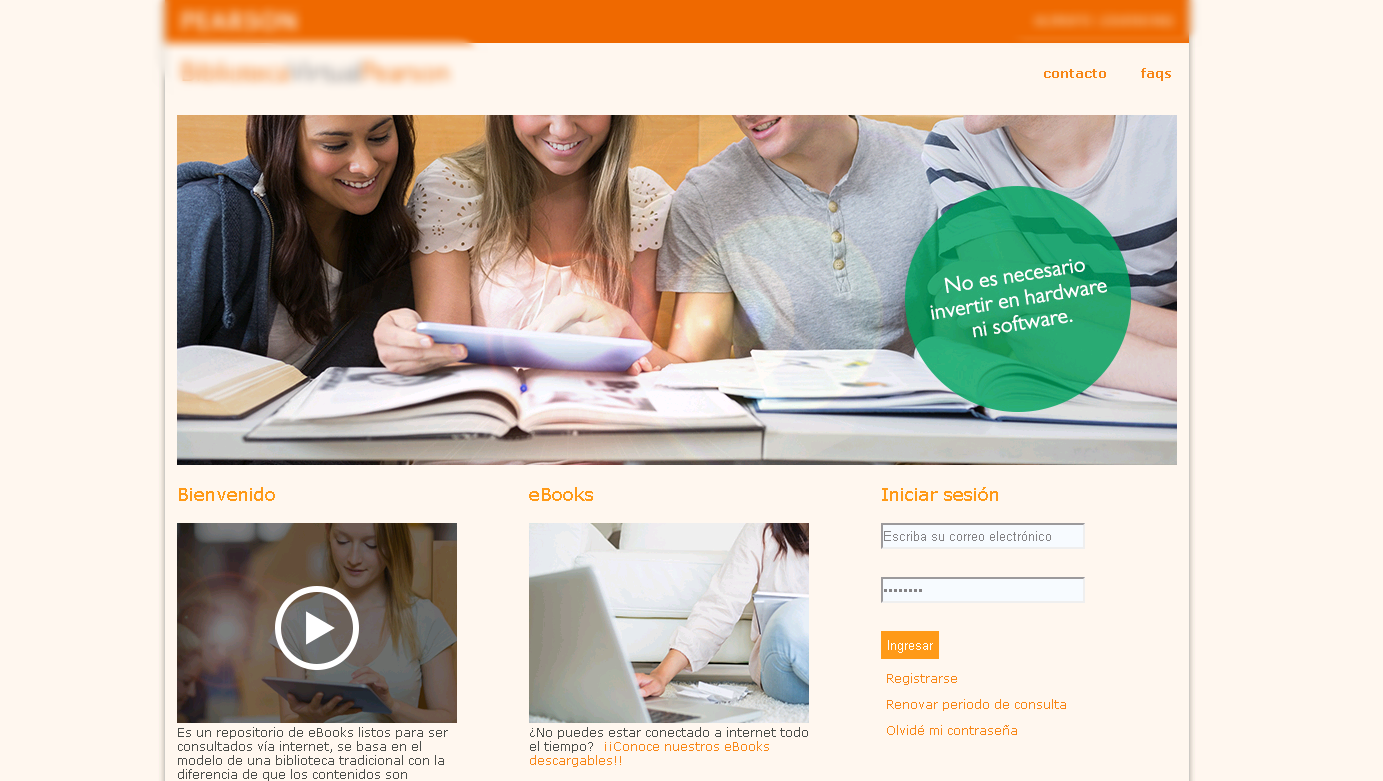 PEARSON
BibliotecaVirtualPearson
contacto
faqs
No es necesario
invertir en hardware
ni software.
Bienvenido
eBooks
Iniciar sesión
Escriba su correo electrónico
••••••••
Ingresar
Registrarse
Renovar periodo de consulta
Olvidé mi contraseña
Es un repositorio de eBooks listos para ser
consultados vía internet, se basa en el
modelo de una biblioteca tradicional con la
diferencia de que los contenidos son
¿No puedes estar conectado a internet todo
el tiempo? ¡¡Conoce nuestros eBooks
descargables!!